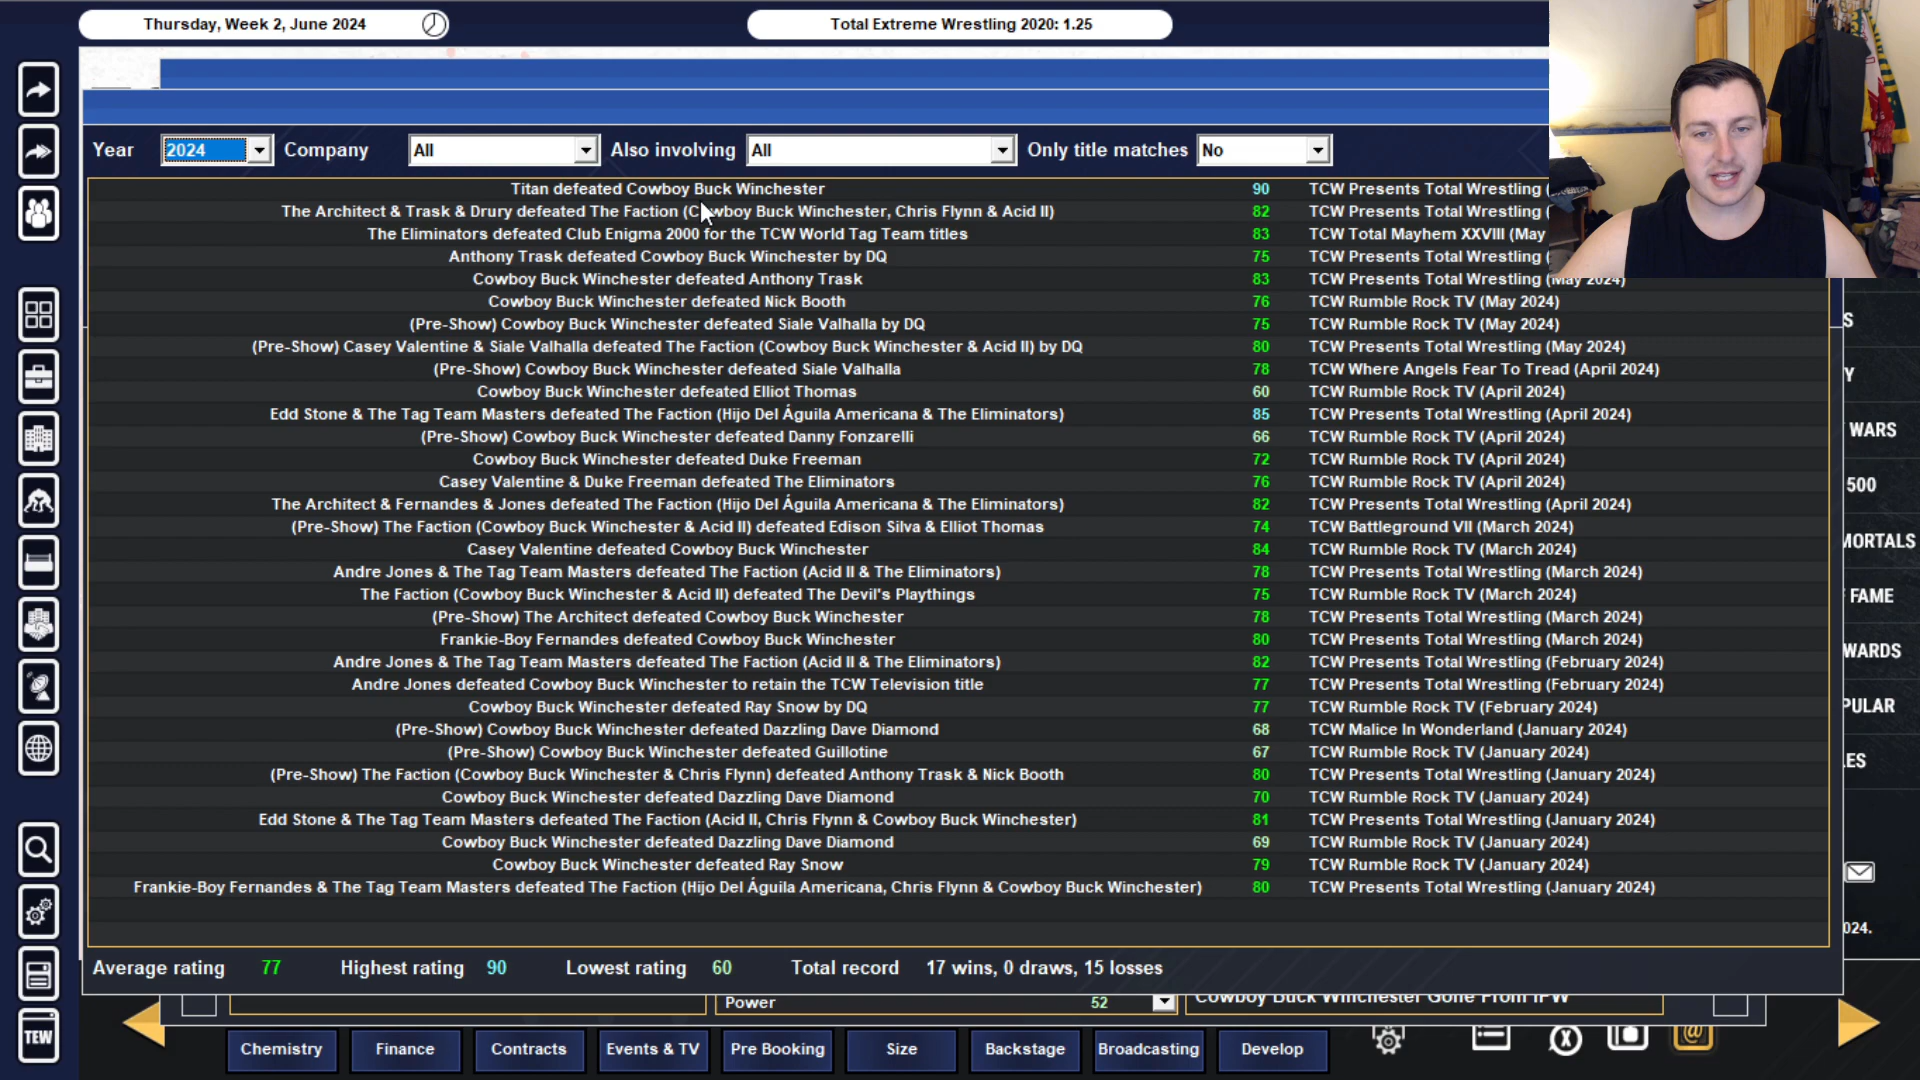 Thursday, Week 2, June 2024
Total Extreme Wrestling 2020: 1.25
Year 2024 Company All Also involving All Only title matches No
Titan defeated Cowboy Buck Winchester 90 TCW Presents Total Wrestling (
The Architect & Trask & Drury defeated The Faction (Cowboy Buck Winchester, Chris Flynn & Acid II) 82 TCW Presents Total Wrestling (
The Eliminators defeated Club Enigma 2000 for the TCW World Tag Team titles 83 TCW Total Mayhem XXVIII (May
Anthony Trask defeated Cowboy Buck Winchester by DQ 75 TCW Presents Total Wrestling (
Cowboy Buck Winchester defeated Anthony Trask 83 TCW Presents Total Wrestling (May 2024)
Cowboy Buck Winchester defeated Nick Booth 76 TCW Rumble Rock TV (May 2024)
(Pre-Show) Cowboy Buck Winchester defeated Siale Valhalla by DQ 75 TCW Rumble Rock TV (May 2024)
(Pre-Show) Casey Valentine & Siale Valhalla defeated The Faction (Cowboy Buck Winchester & Acid II) by DQ 80 TCW Presents Total Wrestling (May 2024)
(Pre-Show) Cowboy Buck Winchester defeated Siale Valhalla 78 TCW Where Angels Fear To Tread (April 2024)
Cowboy Buck Winchester defeated Elliot Thomas 60 TCW Rumble Rock TV (April 2024)
Edd Stone & The Tag Team Masters defeated The Faction (Hijo Del Águila Americana & The Eliminators) 85 TCW Presents Total Wrestling (April 2024)
(Pre-Show) Cowboy Buck Winchester defeated Danny Fonzarelli 66 TCW Rumble Rock TV (April 2024)
Cowboy Buck Winchester defeated Duke Freeman 72 TCW Rumble Rock TV (April 2024)
Casey Valentine & Duke Freeman defeated The Eliminators 76 TCW Rumble Rock TV (April 2024)
The Architect & Fernandes & Jones defeated The Faction (Hijo Del Águila Americana & The Eliminators) 82 TCW Presents Total Wrestling (April 2024)
(Pre-Show) The Faction (Cowboy Buck Winchester & Acid II) defeated Edison Silva & Elliot Thomas 74 TCW Battleground VII (March 2024)
Casey Valentine defeated Cowboy Buck Winchester 84 TCW Rumble Rock TV (March 2024)
Andre Jones & The Tag Team Masters defeated The Faction (Acid II & The Eliminators) 78 TCW Presents Total Wrestling (March 2024)
The Faction (Cowboy Buck Winchester & Acid II) defeated The Devil's Playthings 75 TCW Rumble Rock TV (March 2024)
(Pre-Show) The Architect defeated Cowboy Buck Winchester 78 TCW Presents Total Wrestling (March 2024)
Frankie-Boy Fernandes defeated Cowboy Buck Winchester 80 TCW Presents Total Wrestling (March 2024)
Andre Jones & The Tag Team Masters defeated The Faction (Acid II & The Eliminators) 82 TCW Presents Total Wrestling (February 2024)
Andre Jones defeated Cowboy Buck Winchester to retain the TCW Television title 77 TCW Presents Total Wrestling (February 2024)
Cowboy Buck Winchester defeated Ray Snow by DQ 77 TCW Rumble Rock TV (February 2024)
(Pre-Show) Cowboy Buck Winchester defeated Dazzling Dave Diamond 68 TCW Malice In Wonderland (January 2024)
(Pre-Show) Cowboy Buck Winchester defeated Guillotine 67 TCW Rumble Rock TV (January 2024)
(Pre-Show) The Faction (Cowboy Buck Winchester & Chris Flynn) defeated Anthony Trask & Nick Booth 80 TCW Presents Total Wrestling (January 2024)
Cowboy Buck Winchester defeated Dazzling Dave Diamond 70 TCW Rumble Rock TV (January 2024)
Edd Stone & The Tag Team Masters defeated The Faction (Acid II, Chris Flynn & Cowboy Buck Winchester) 81 TCW Presents Total Wrestling (January 2024)
Cowboy Buck Winchester defeated Dazzling Dave Diamond 69 TCW Rumble Rock TV (January 2024)
Cowboy Buck Winchester defeated Ray Snow 79 TCW Rumble Rock TV (January 2024)
Frankie-Boy Fernandes & The Tag Team Masters defeated The Faction (Hijo Del Águila Americana, Chris Flynn & Cowboy Buck Winchester) 80 TCW Presents Total Wrestling (January 2024)
Average rating 77 Highest rating 90 Lowest rating 60 Total record 17 wins, 0 draws, 15 losses
Power 52 Cowboy Buck Winchester Gone From IPW
Chemistry Finance Contracts Events & TV Pre Booking Size Backstage Broadcasting Develop
TEW
S
Y
WARS
500
MORTALS
FAME
WARDS
PULAR
ES
024.